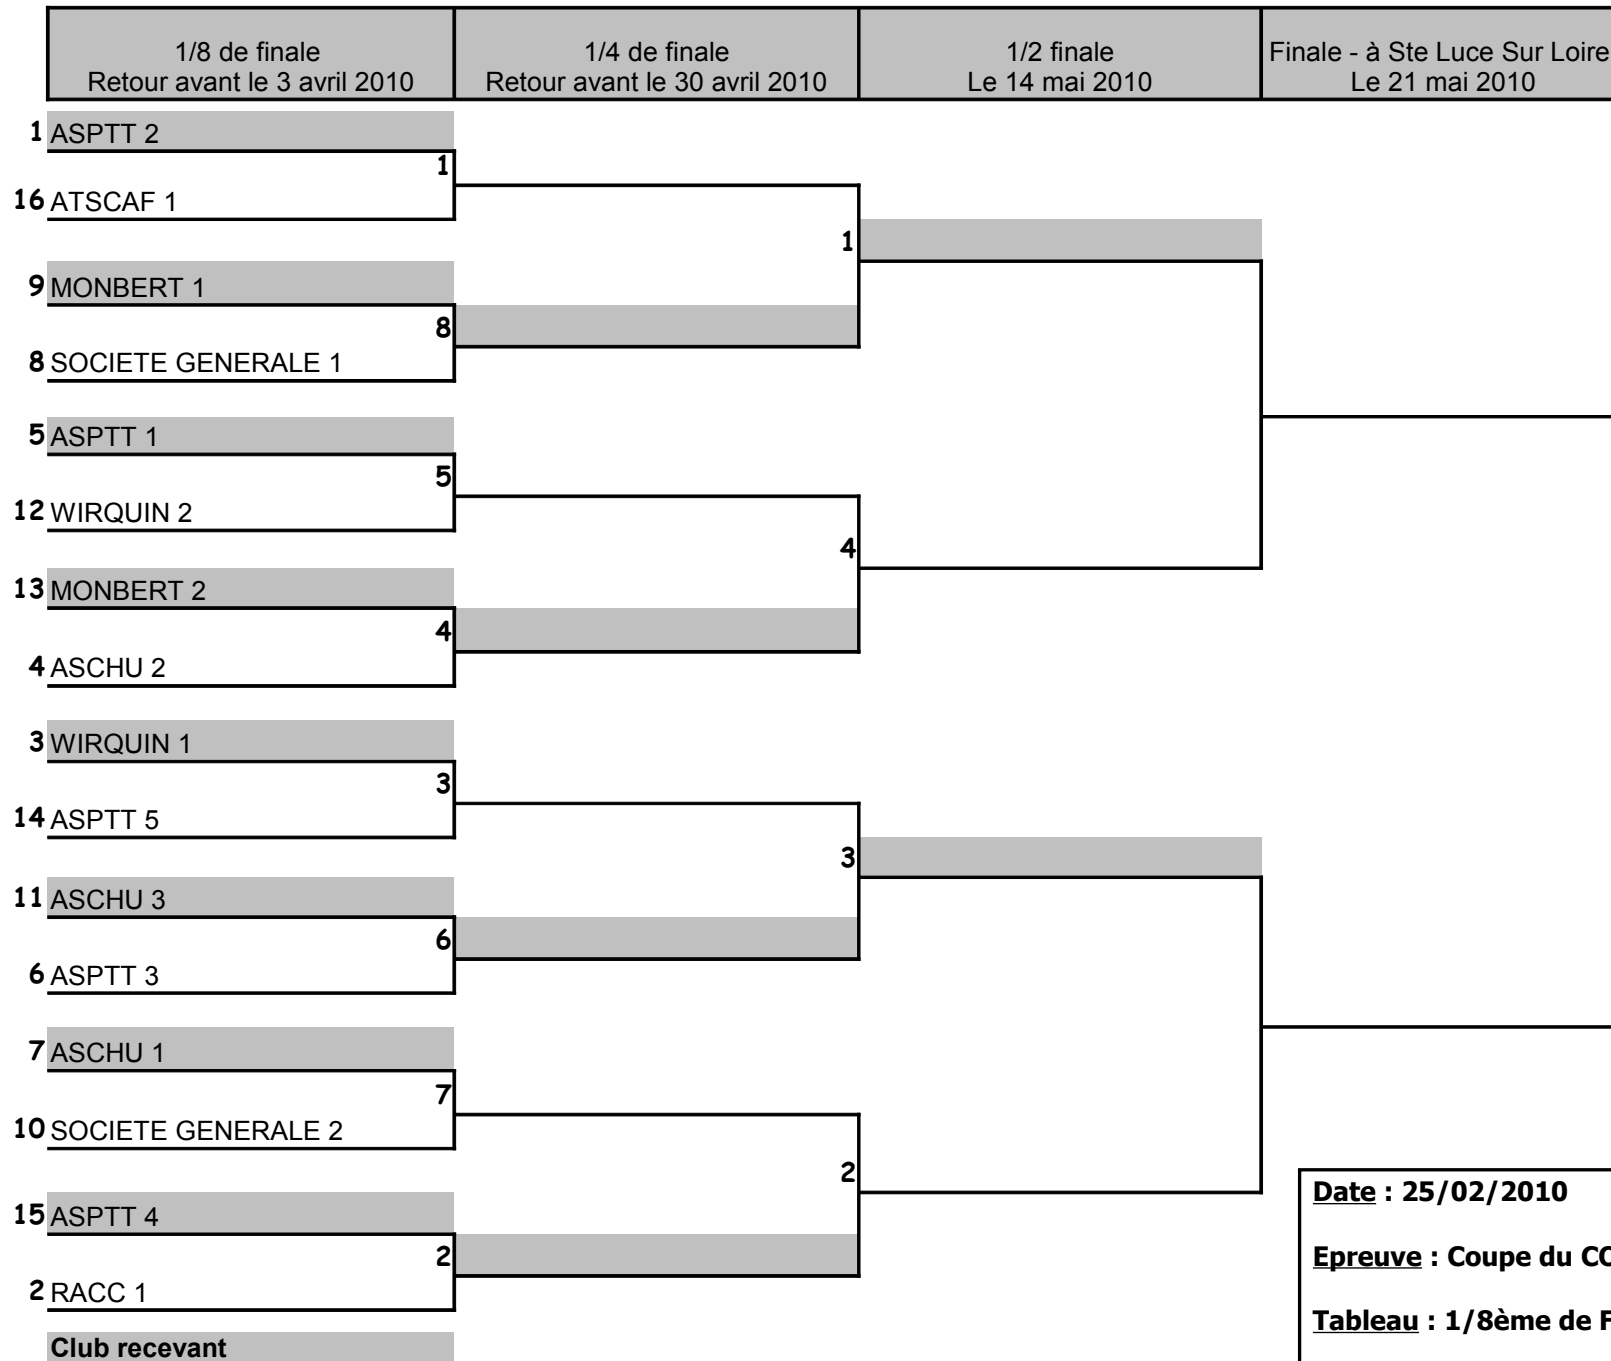 1/8 de finale
Retour avant le 3 avril 2010
1/4 de finale
Retour avant le 30 avril 2010
1/2 finale
Le 14 mai 2010
Finale - à Ste Luce Sur Loire
Le 21 mai 2010
1 ASPTT 2
1
16 ATSCAF 1
1
9 MONBERT 1
8
8 SOCIETE GENERALE 1
5 ASPTT 1
5
12 WIRQUIN 2
4
13 MONBERT 2
4
4 ASCHU 2
3 WIRQUIN 1
3
14 ASPTT 5
3
11 ASCHU 3
6
6 ASPTT 3
7 ASCHU 1
7
10 SOCIETE GENERALE 2
2
15 ASPTT 4
2
2 RACC 1
Club recevant
Date : 25/02/2010
Epreuve : Coupe du CO
Tableau : 1/8ème de F